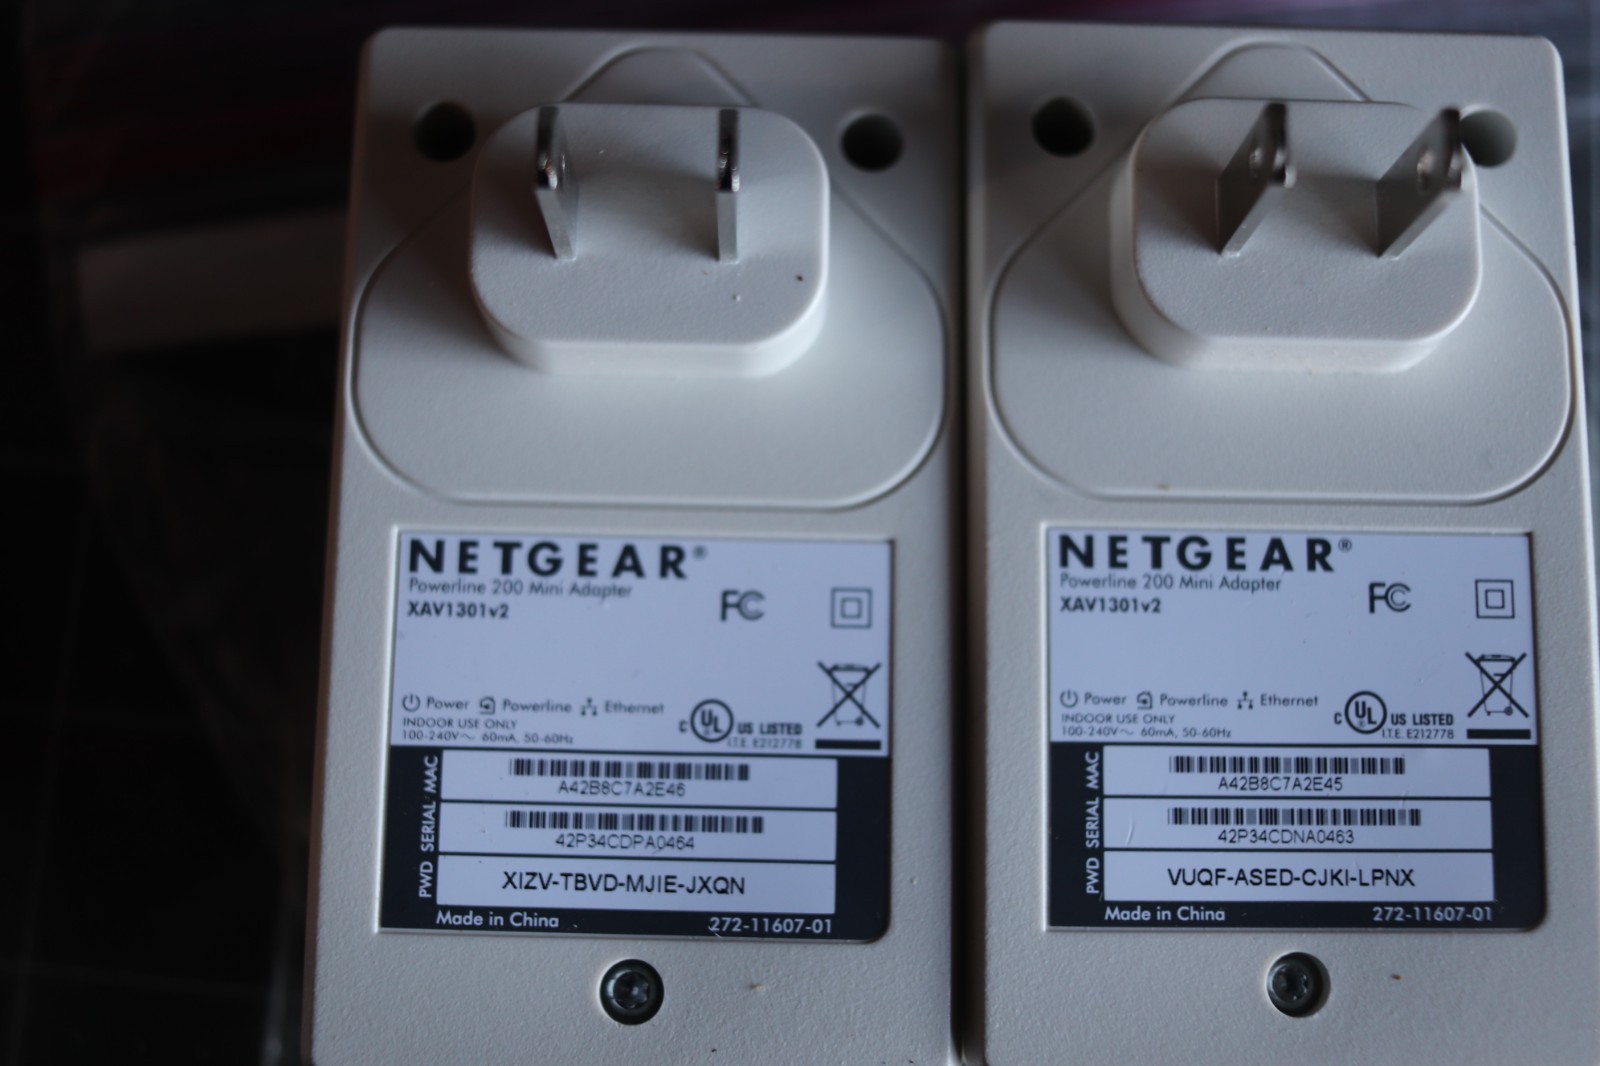 NETGEAR®
Powerline 200 Mini Adapter
XAV1301v2
FC
Power Powerline Ethernet
INDOOR USE ONLY
100-240V~ 60mA, 50-60Hz
C UL US LISTED
I.T.E. E212778
MAC
A42B8C7A2E46
SERIAL
42P34CDPA0464
PWD
XIZV-TBVD-MJIE-JXQN
Made in China 272-11607-01
NETGEAR®
Powerline 200 Mini Adapter
XAV1301v2
FC
Power Powerline Ethernet
INDOOR USE ONLY
100-240V~ 60mA, 50-60Hz
C UL US LISTED
I.T.E. E212778
MAC
A42B8C7A2E45
SERIAL
42P34CDNA0463
PWD
VUQF-ASED-CJKI-LPNX
Made in China 272-11607-01